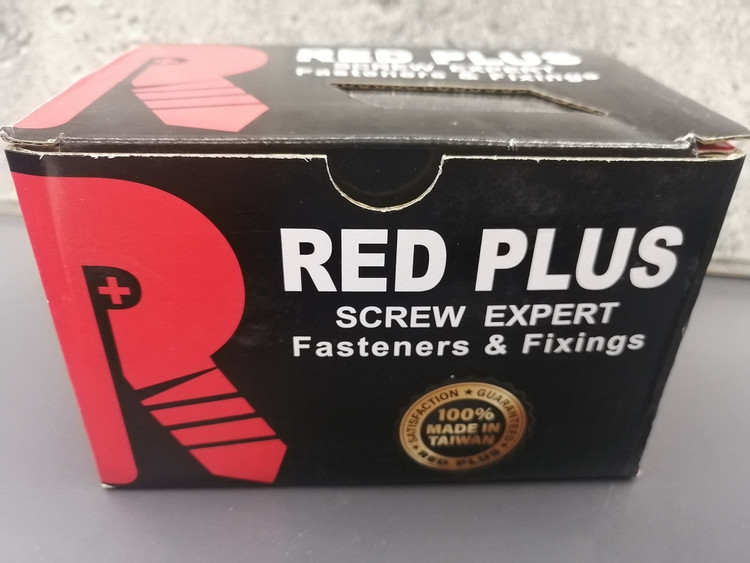 RED PLUS
SCREW EXPERT
Fasteners & Fixings
RED PLUS
SCREW EXPERT
Fasteners & Fixings
SATISFACTION ★ GUARANTEED
100%
MADE IN
TAIWAN
RED PLUS